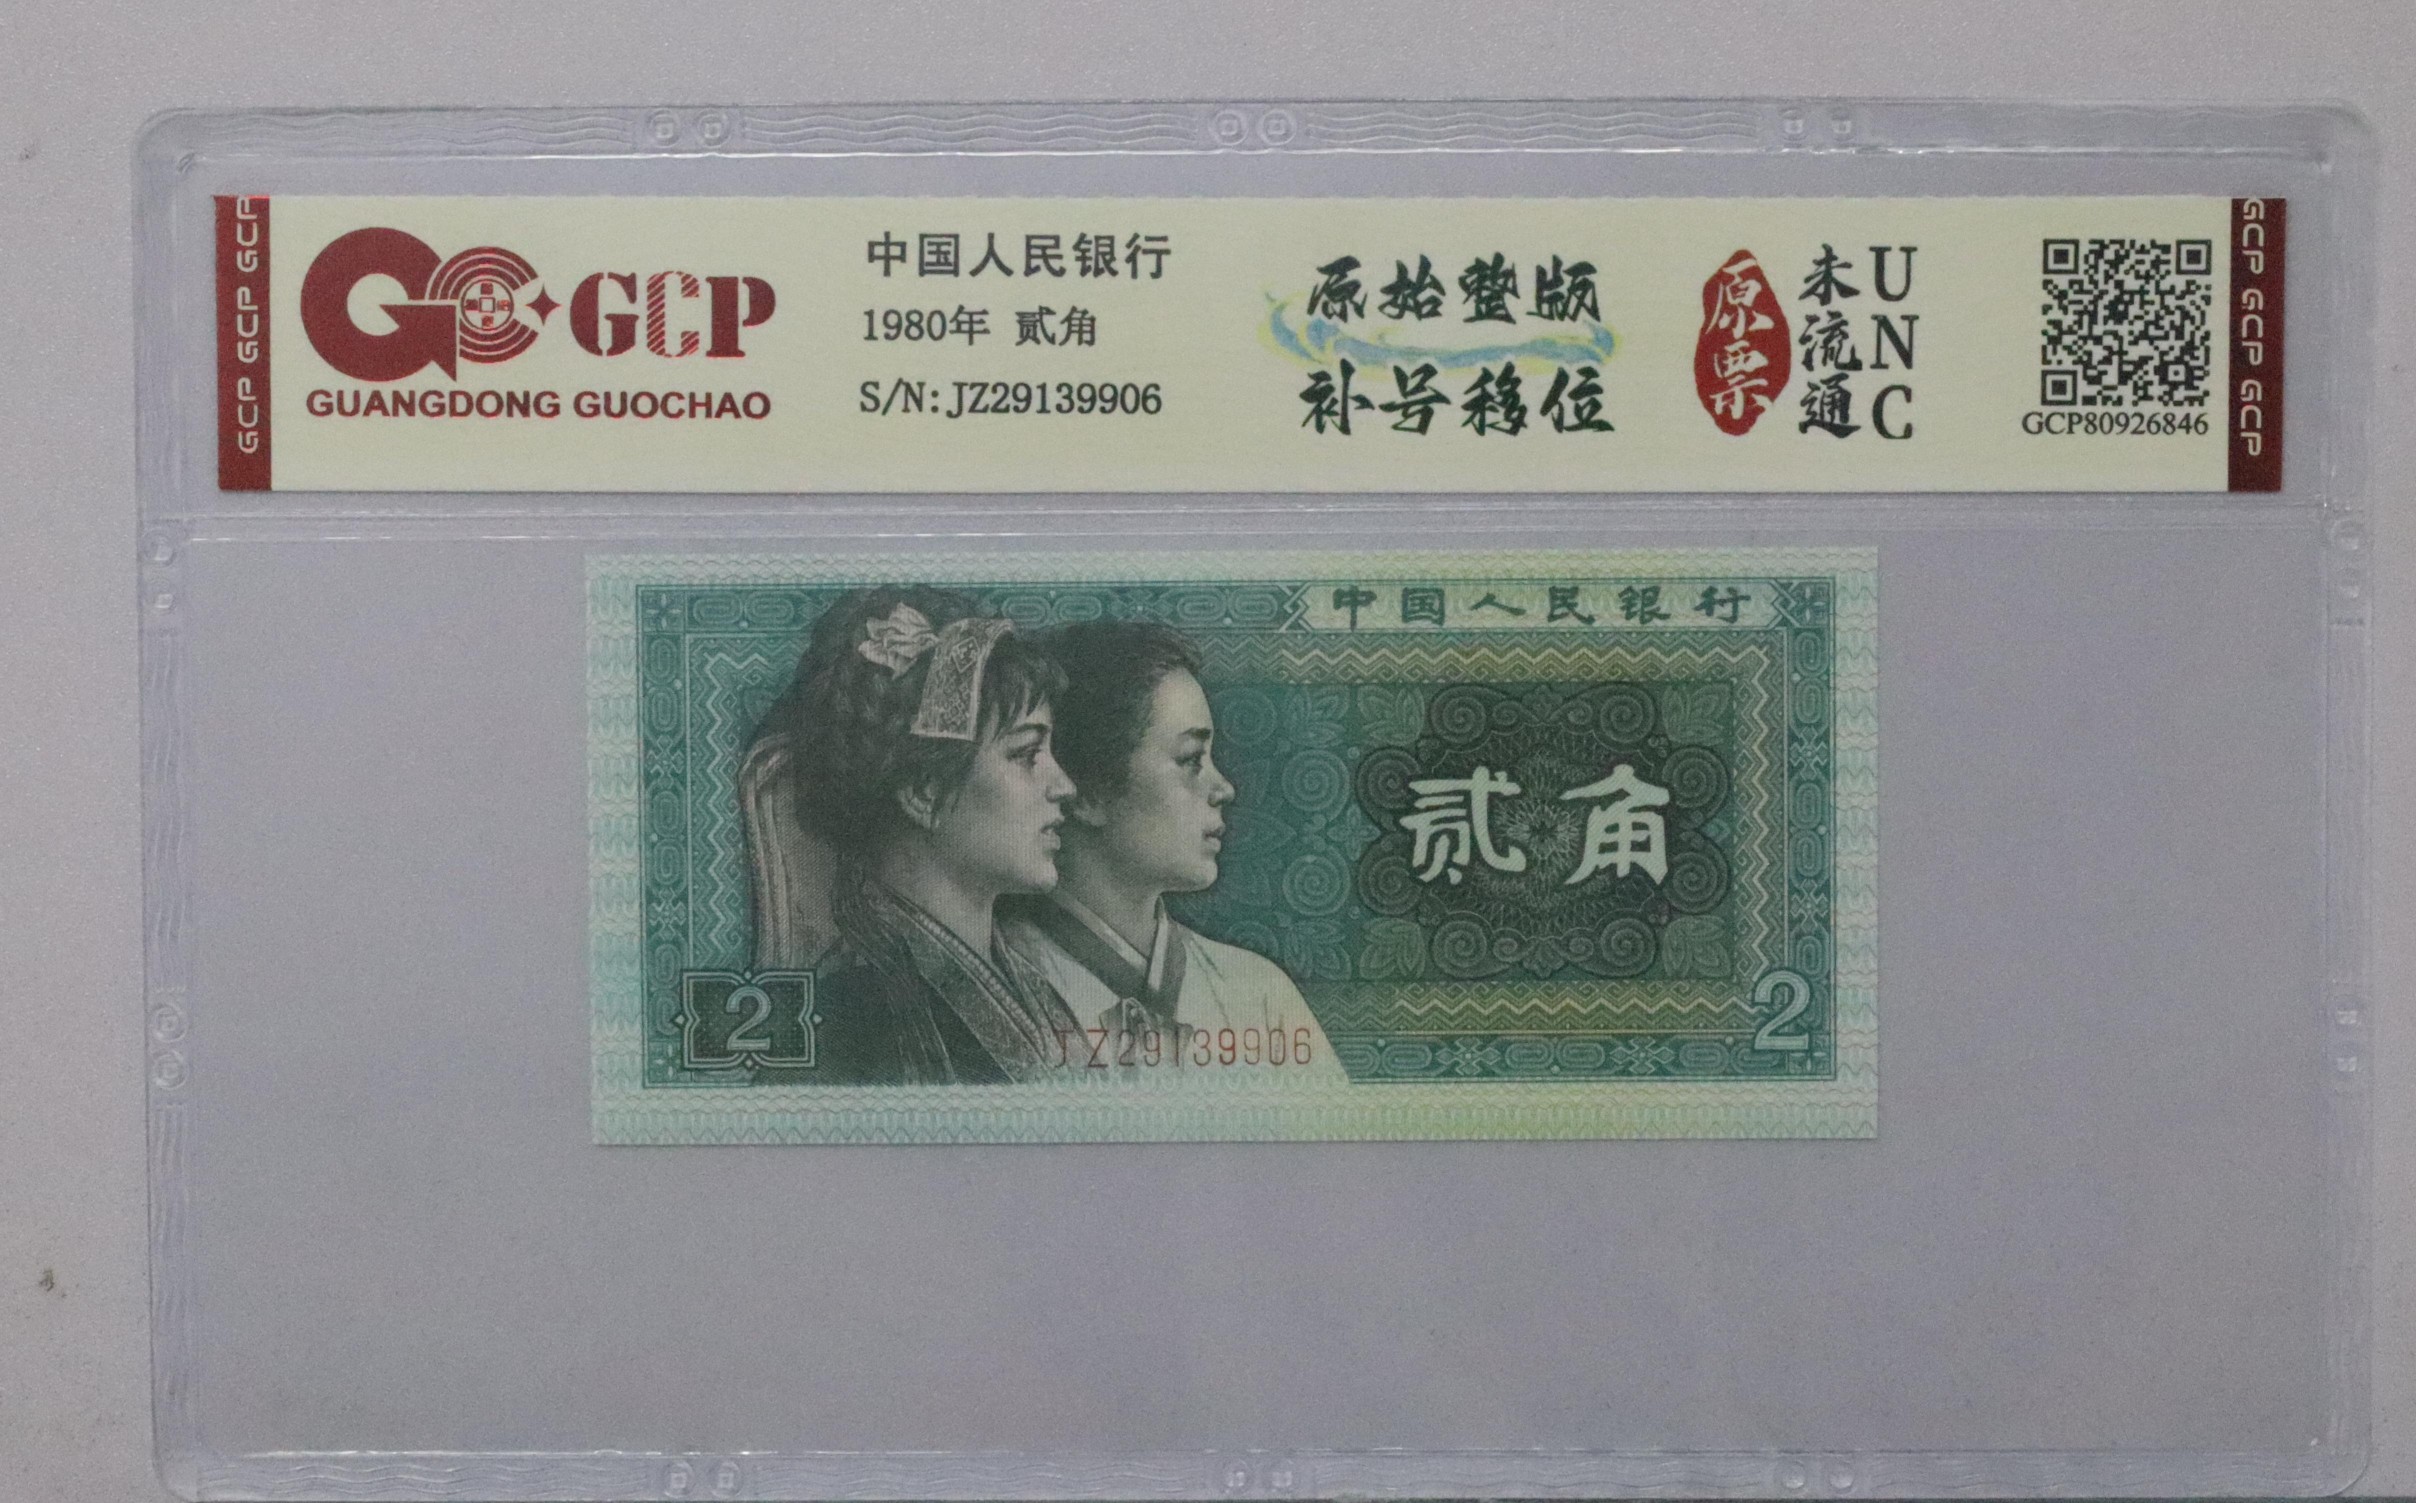 GCP GCP GCP
GCP
GUANGDONG GUOCHAO
中国人民银行
1980年 贰角
S/N: JZ29139906
原始整版
补号移位
原票
未流通
UNC
GCP80926846
GCP GCP GCP
中国人民银行
贰角
2
2
JZ29139906